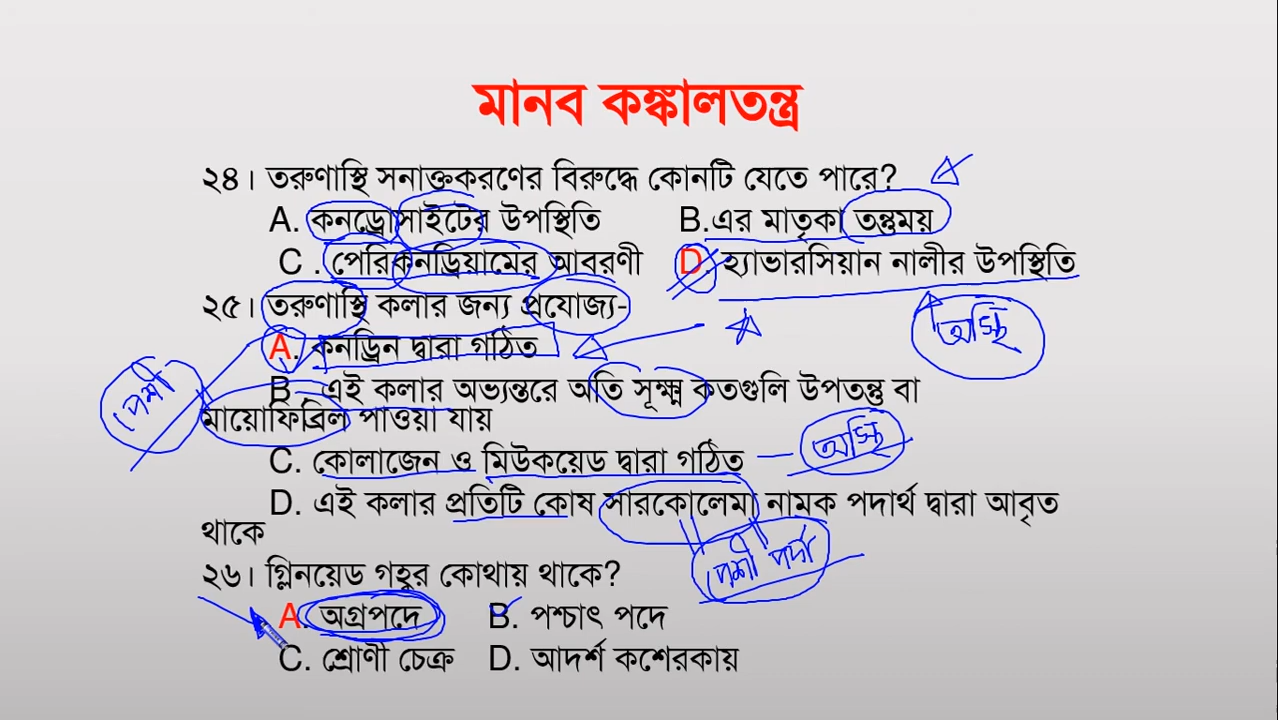 মানব কঙ্কালতন্ত্র
২৪। তরুণাস্থি সনাক্তকরণের বিরুদ্ধে কোনটি যেতে পারে?
A. কনড্রোসাইটের উপস্থিতি B.এর মাতৃকা তন্তুময়
C . পেরিকনড্রিয়ামের আবরণী D. হ্যাভারসিয়ান নালীর উপস্থিতি
২৫। তরুণাস্থি কলার জন্য প্রযোজ্য-
অস্থি
A. কনড্রিন দ্বারা গঠিত
B . এই কলার অভ্যন্তরে অতি সূক্ষ্ম কতগুলি উপতন্তু বা
পেশী
মায়োফিব্রিল পাওয়া যায়
C. কোলাজেন ও মিউকয়েড দ্বারা গঠিত – অস্থি
D. এই কলার প্রতিটি কোষ সারকোলেমা নামক পদার্থ দ্বারা আবৃত
থাকে
পেশী পর্দা
২৬। গ্লিনয়েড গহ্বর কোথায় থাকে?
A. অগ্রপদে B. পশ্চাৎ পদে
C. শ্রোণী চেক্র D. আদর্শ কশেরকায়